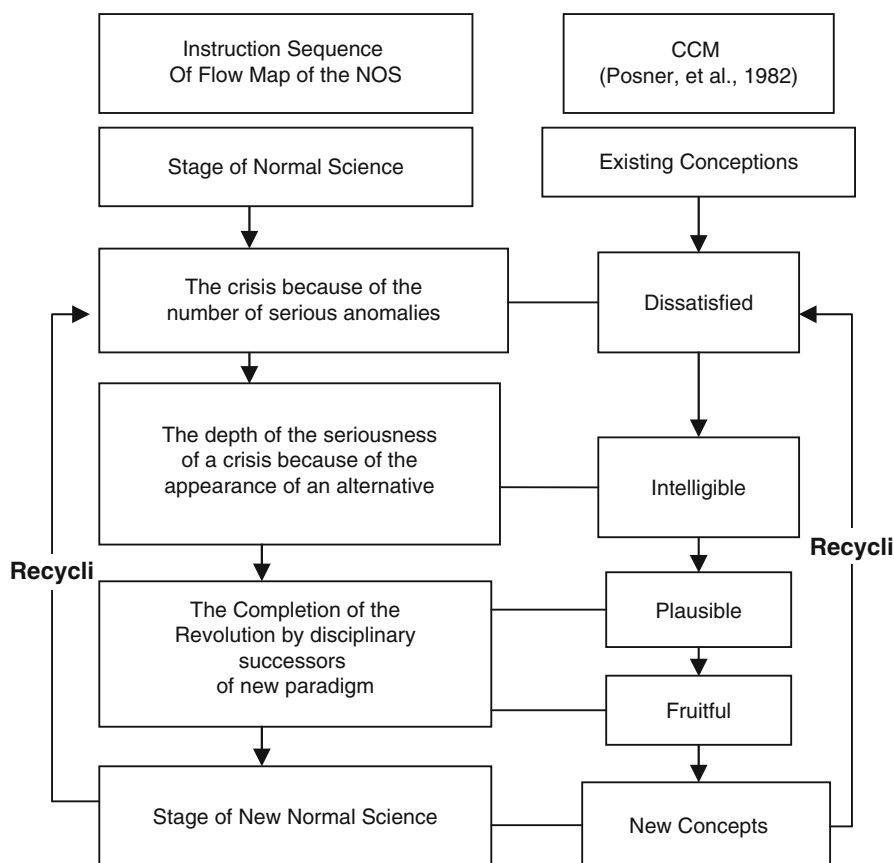 Instruction Sequence
Of Flow Map of the NOS
CCM
(Posner, et al., 1982)
Stage of Normal Science
Existing Conceptions
The crisis because of the
number of serious anomalies
Dissatisfied
The depth of the seriousness
of a crisis because of the
appearance of an alternative
Intelligible
Recycli
Recycli
The Completion of the
Revolution by disciplinary
successors
of new paradigm
Plausible
Fruitful
Stage of New Normal Science
New Concepts